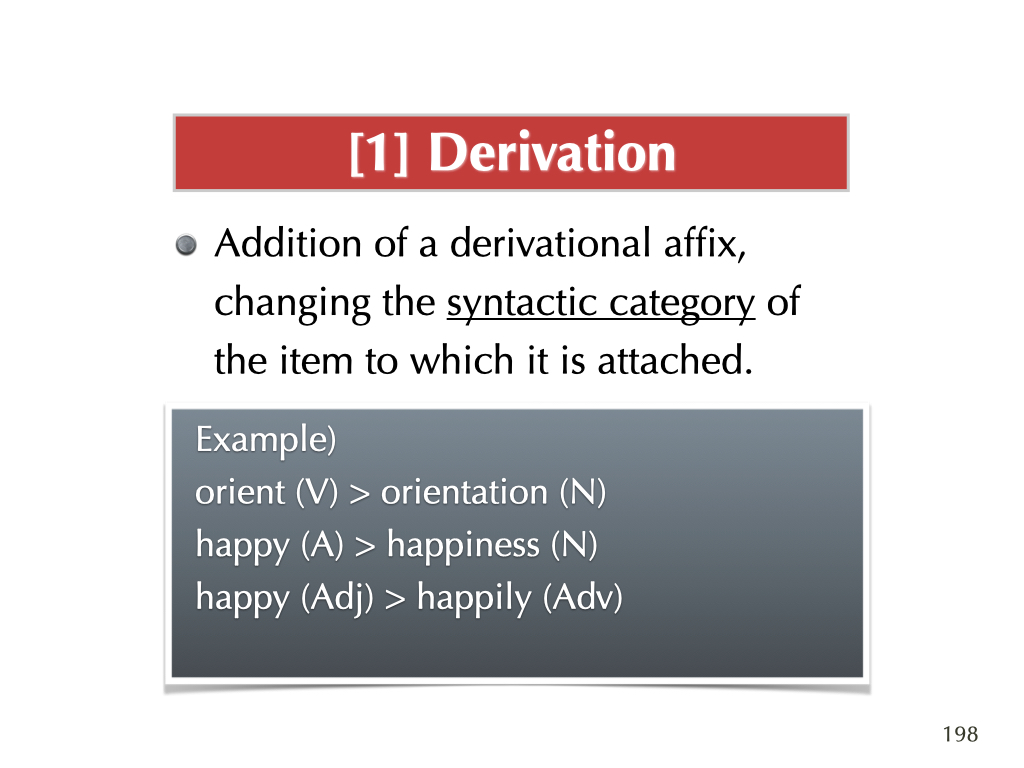 [1] Derivation
Addition of a derivational affix,
changing the syntactic category of
the item to which it is attached.
Example)
orient (V) > orientation (N)
happy (A) > happiness (N)
happy (Adj) > happily (Adv)
198